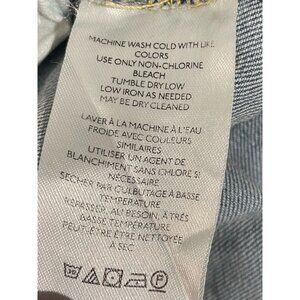 MACHINE WASH COLD WITH LIKE
COLORS
USE ONLY NON-CHLORINE
BLEACH
TUMBLE DRY LOW
LOW IRON AS NEEDED
MAY BE DRY CLEANED
LAVER À LA MACHINE À L'EAU
FROIDE AVEC COULEURS
SIMILAIRES
UTILISER UN AGENT DE
BLANCHIMENT SANS CHLORE SI
NÉCESSAIRE
SÉCHER PAR CULBUTAGE À BASSE
TEMPÉRATURE
REPASSER, AU BESOIN, À TRÈS
BASSE TEMPÉRATURE
PEUT ÊTRE NETTOYÉ
À SEC
30 P